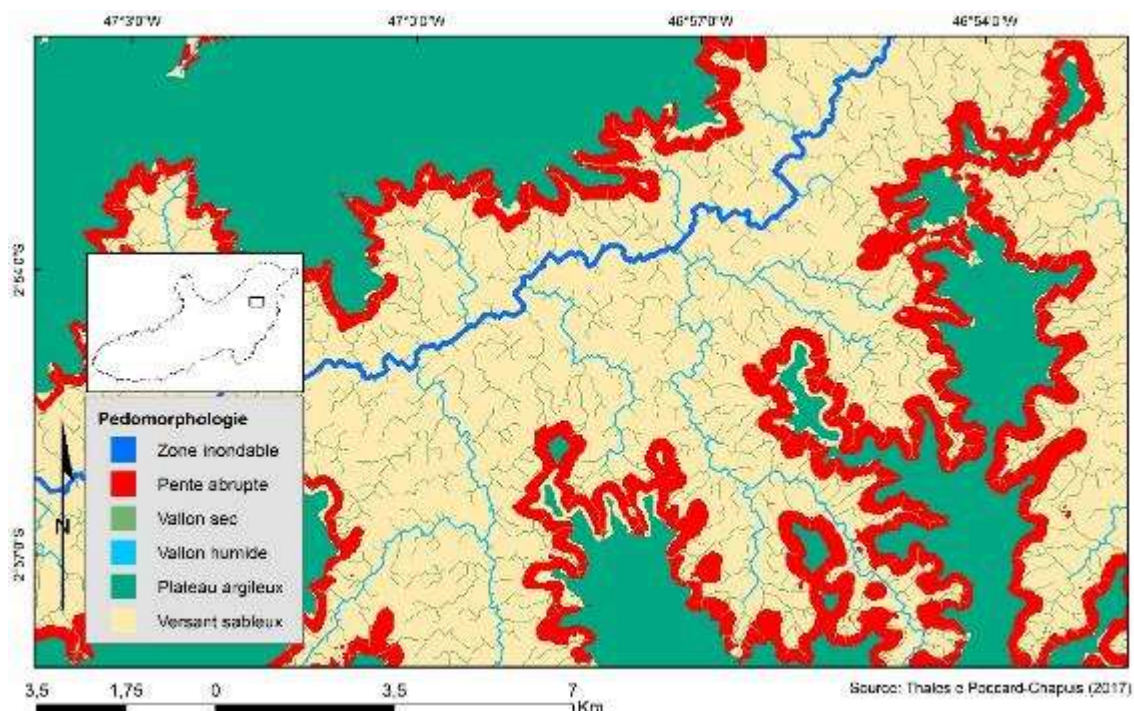 47°3'0"W 47°3'0"W 46°57'0"W 46°54'0"W
2°54'0"S
2°57'0"S
Pedomorphologie
Zone inondable
Pente abrupte
Vallon sec
Vallon humide
Plateau argileux
Versant sableux
N
3,5 1,75 0 3,5 7
Km
Source: Thales e Poccard-Chapuis (2017)